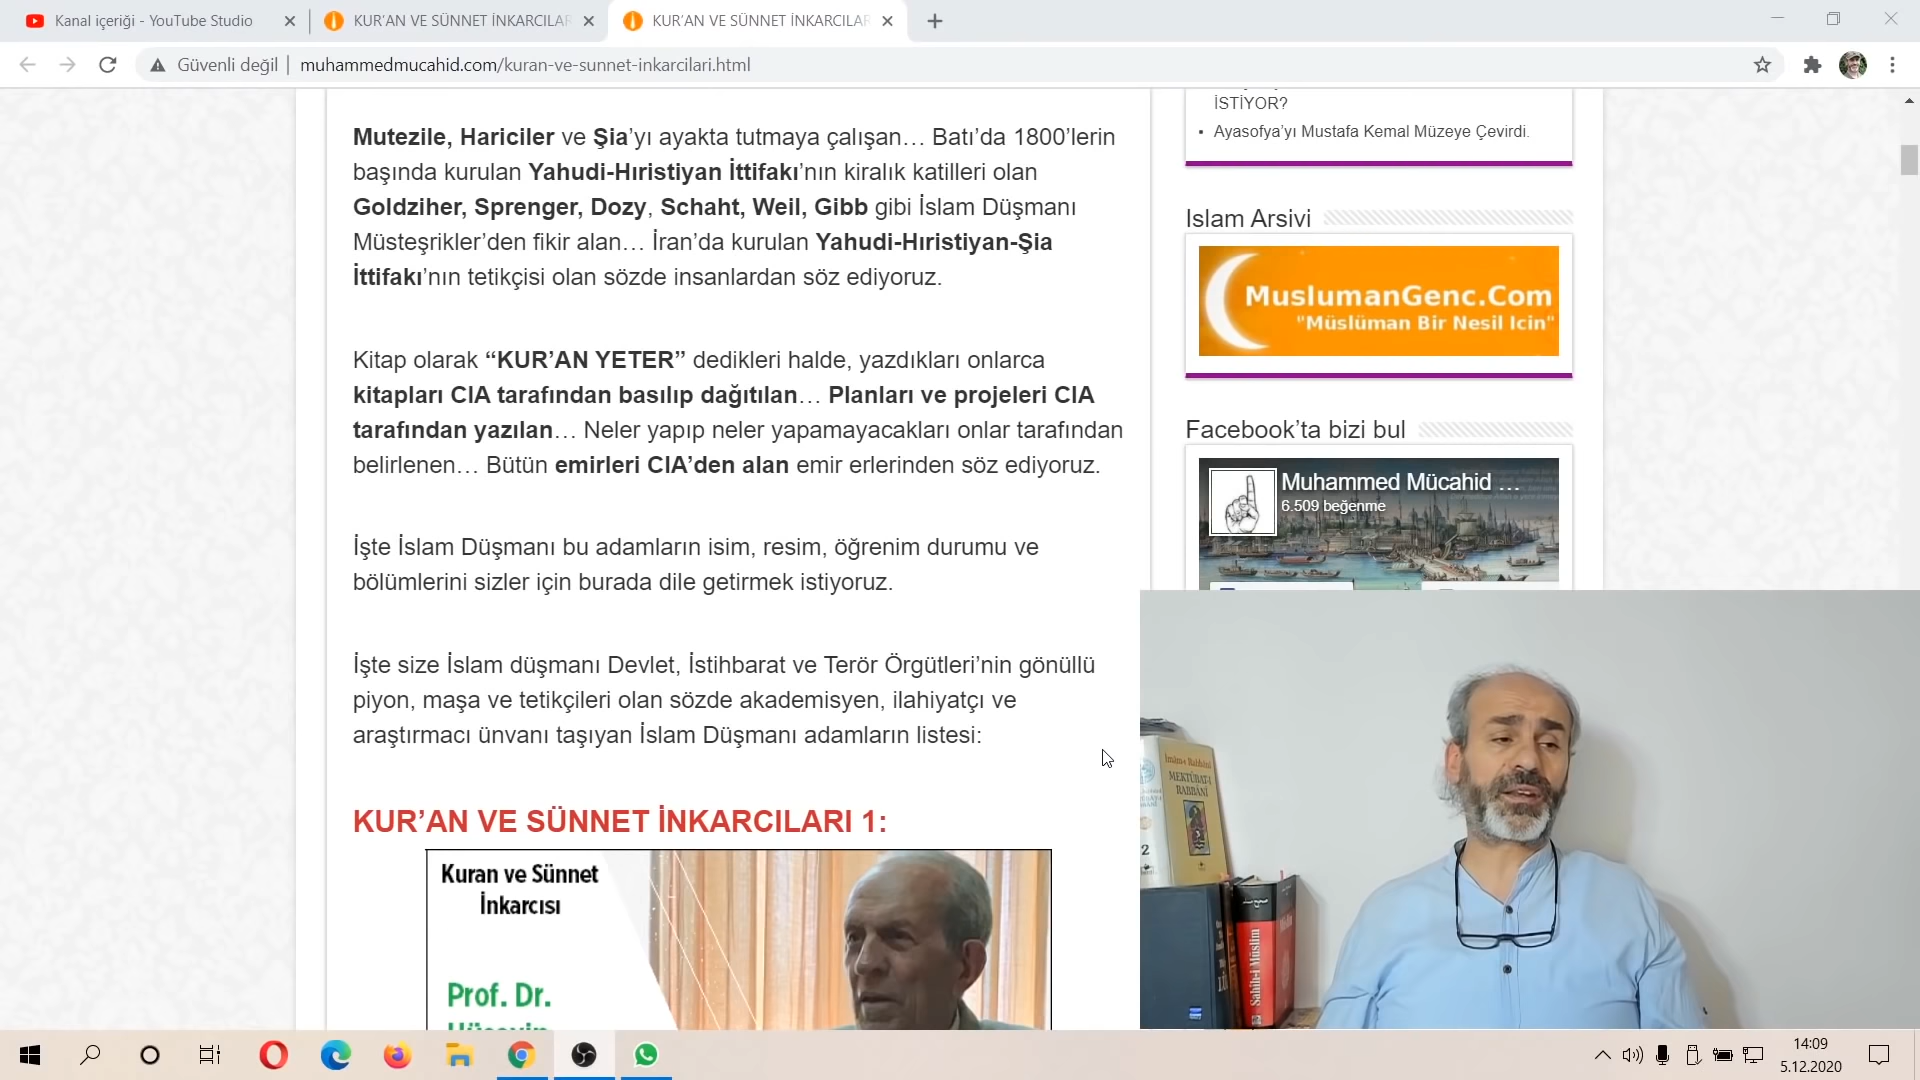 Kanal içeriği - YouTube Studio
KUR'AN VE SÜNNET İNKARCILAR
KUR'AN VE SÜNNET İNKARCILAR
Güvenli değil | muhammedmucahid.com/kuran-ve-sunnet-inkarcilari.html
Mutezile, Hariciler ve Şia’yı ayakta tutmaya çalışan… Batı’da 1800’lerin
başında kurulan Yahudi-Hıristiyan İttifakı’nın kiralık katilleri olan
Goldziher, Sprenger, Dozy, Schaht, Weil, Gibb gibi İslam Düşmanı
Müsteşrikler’den fikir alan… İran’da kurulan Yahudi-Hıristiyan-Şia
İttifakı’nın tetikçisi olan sözde insanlardan söz ediyoruz.
Kitap olarak “KUR’AN YETER” dedikleri halde, yazdıkları onlarca
kitapları CIA tarafından basılıp dağıtılan… Planları ve projeleri CIA
tarafından yazılan… Neler yapıp neler yapamayacakları onlar tarafından
belirlenen… Bütün emirleri CIA’den alan emir erlerinden söz ediyoruz.
İşte İslam Düşmanı bu adamların isim, resim, öğrenim durumu ve
bölümlerini sizler için burada dile getirmek istiyoruz.
İşte size İslam düşmanı Devlet, İstihbarat ve Terör Örgütleri’nin gönüllü
piyon, maşa ve tetikçileri olan sözde akademisyen, ilahiyatçı ve
araştırmacı ünvanı taşıyan İslam Düşmanı adamların listesi:
KUR’AN VE SÜNNET İNKARCILARI 1:
Kuran ve Sünnet
İnkarcısı
Prof. Dr.
Hüseyin
İSTİYOR?
• Ayasofya’yı Mustafa Kemal Müzeye Çevirdi.
Islam Arsivi
MuslumanGenc.Com
"Müslüman Bir Nesil Icin"
Facebook’ta bizi bul
Muhammed Mücahid …
6.509 beğenme
İmam-ı Rabbânî
MEKTÛBAT-I
RABBÂNÎ
2
Sahih-i Müslim
14:09
5.12.2020